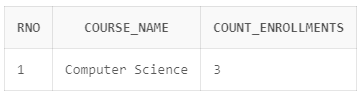 RNO COURSE_NAME COUNT_ENROLLMENTS
1 Computer Science 3